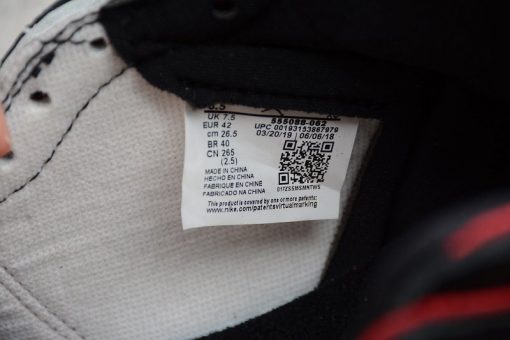 UK 7.5
EUR 42
cm 26.5
BR 40
CN 265
(2.5)
555088-062
UPC 00193153867979
03/20/19 | 06/06/18
MADE IN CHINA
HECHO EN CHINA
FABRIQUE EN CHINE
FABRICADO NA CHINA
This product is covered by one or more patents:
www.nike.com/patentsvirtualmarking